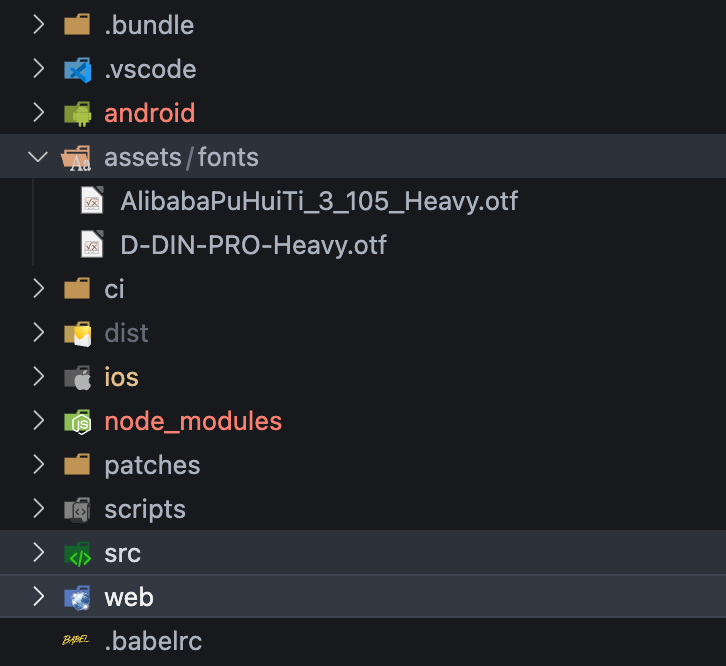 .bundle
.vscode
android
assets/fonts
AlibabaPuHuiTi_3_105_Heavy.otf
D-DIN-PRO-Heavy.otf
ci
dist
ios
node_modules
patches
scripts
src
web
BABEL .babelrc